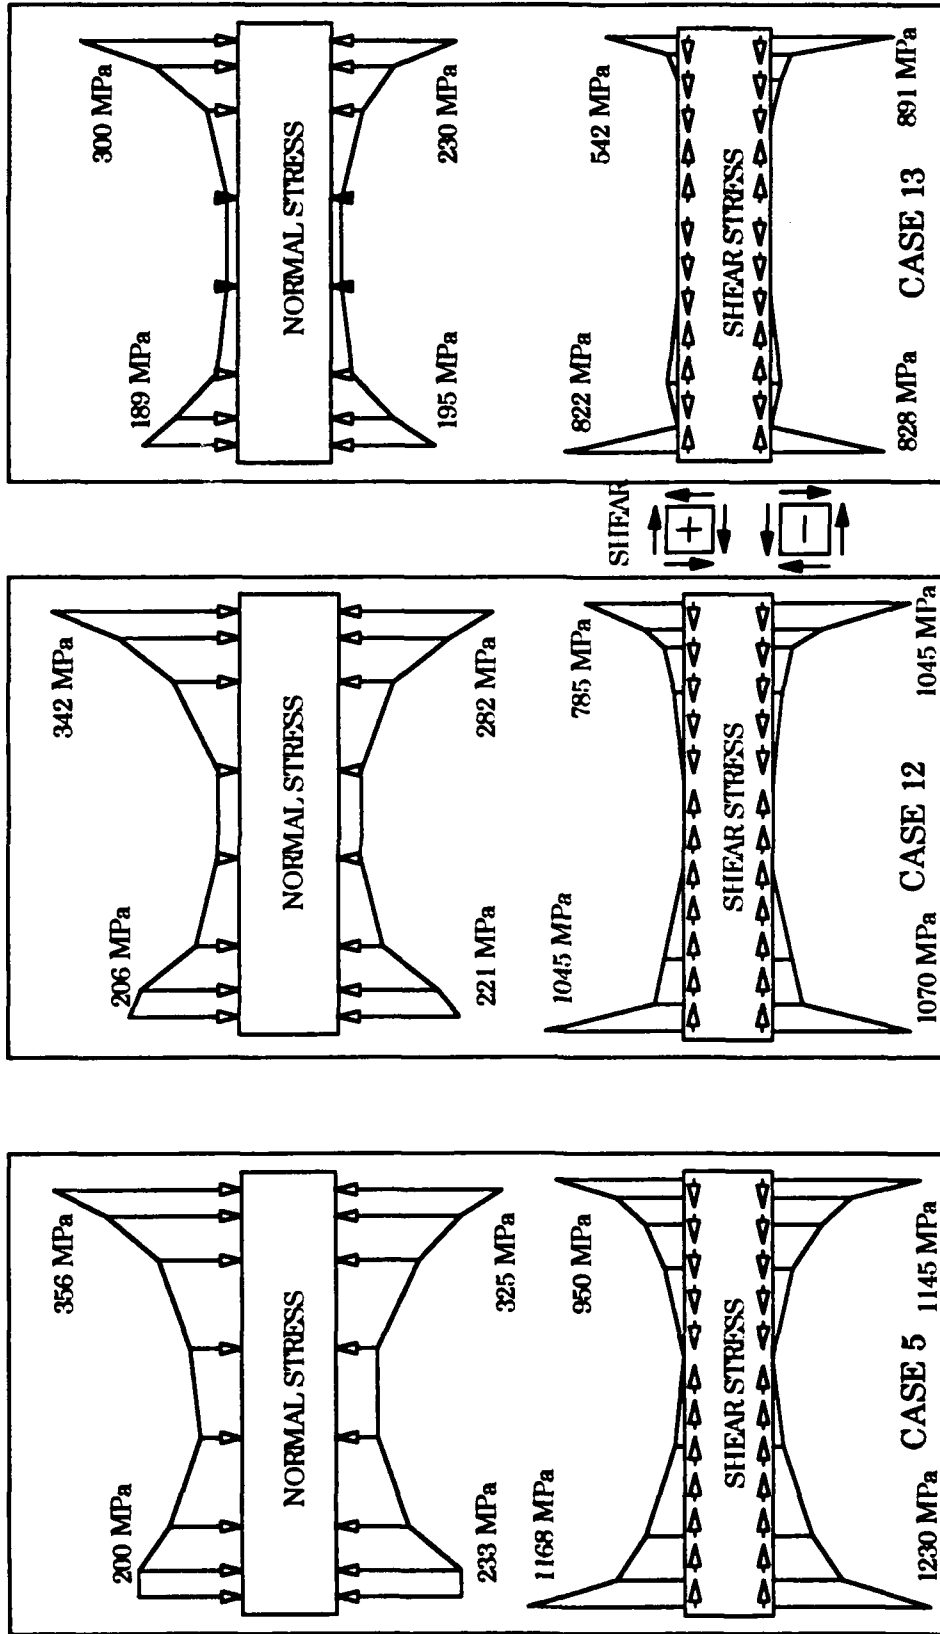 356 MPa
200 MPa
NORMAL STRESS
325 MPa
233 MPa
950 MPa
1168 MPa
SHEAR STRESS
1145 MPa
1230 MPa
CASE 5
342 MPa
206 MPa
NORMAL STRESS
282 MPa
221 MPa
785 MPa
1045 MPa
SHEAR STRESS
1045 MPa
1070 MPa
CASE 12
SHEAR
+
−
300 MPa
189 MPa
NORMAL STRESS
230 MPa
195 MPa
542 MPa
822 MPa
SHEAR STRESS
891 MPa
828 MPa
CASE 13